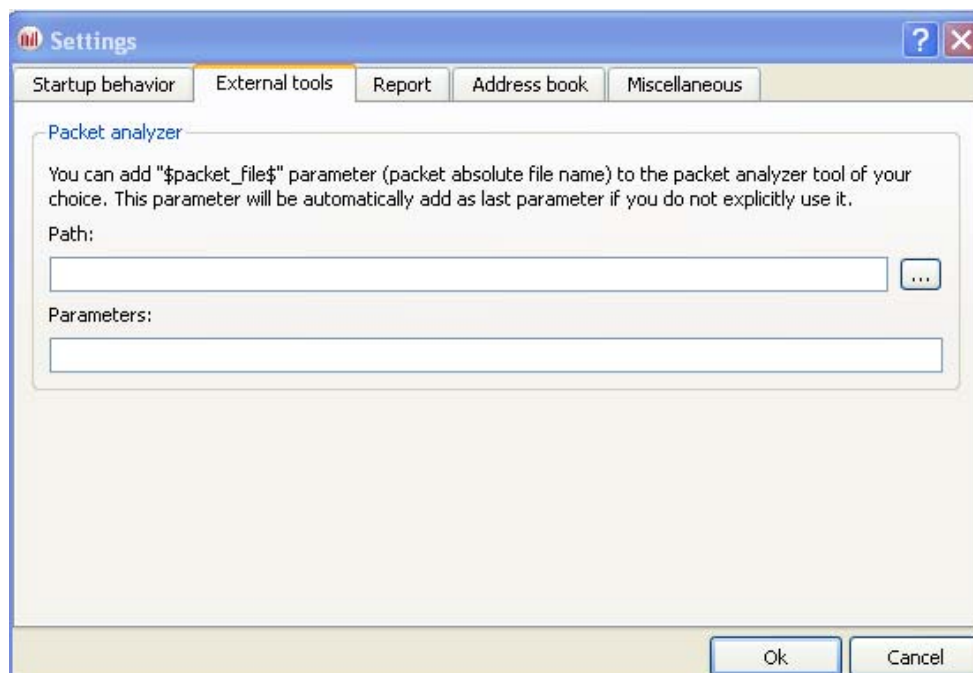 Settings
?
Startup behavior
External tools
Report
Address book
Miscellaneous
Packet analyzer
You can add "$packet_file$" parameter (packet absolute file name) to the packet analyzer tool of your
choice. This parameter will be automatically add as last parameter if you do not explicitly use it.
Path:
...
Parameters:
Ok
Cancel